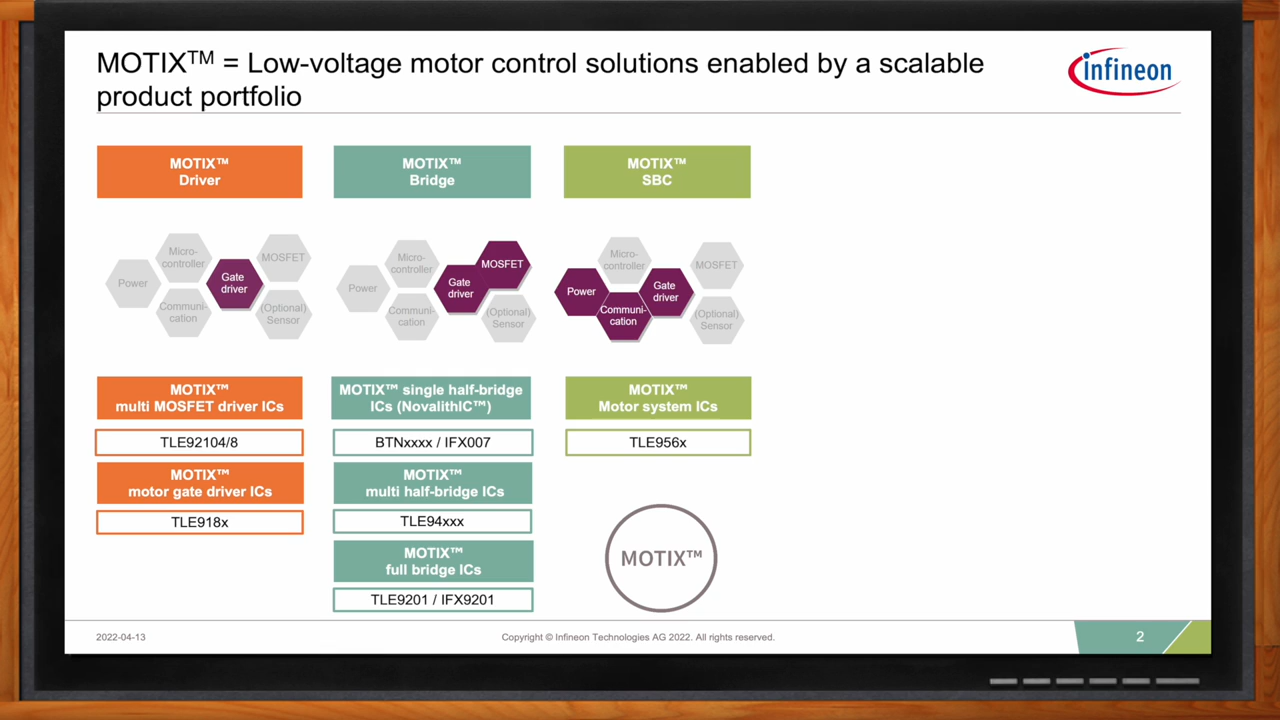 MOTIX™ = Low-voltage motor control solutions enabled by a scalable
product portfolio
infineon
MOTIX™
Driver
MOTIX™
Bridge
MOTIX™
SBC
Power
Micro-
controller
Communi-
cation
Gate
driver
MOSFET
(Optional)
Sensor
Power
Micro-
controller
Communi-
cation
Gate
driver
MOSFET
(Optional)
Sensor
Power
Micro-
controller
Communi-
cation
Gate
driver
MOSFET
(Optional)
Sensor
MOTIX™
multi MOSFET driver ICs
TLE92104/8
MOTIX™
motor gate driver ICs
TLE918x
MOTIX™ single half-bridge
ICs (NovalithIC™)
BTNxxxx / IFX007
MOTIX™
multi half-bridge ICs
TLE94xxx
MOTIX™
full bridge ICs
TLE9201 / IFX9201
MOTIX™
Motor system ICs
TLE956x
MOTIX™
2022-04-13
Copyright © Infineon Technologies AG 2022. All rights reserved.
2